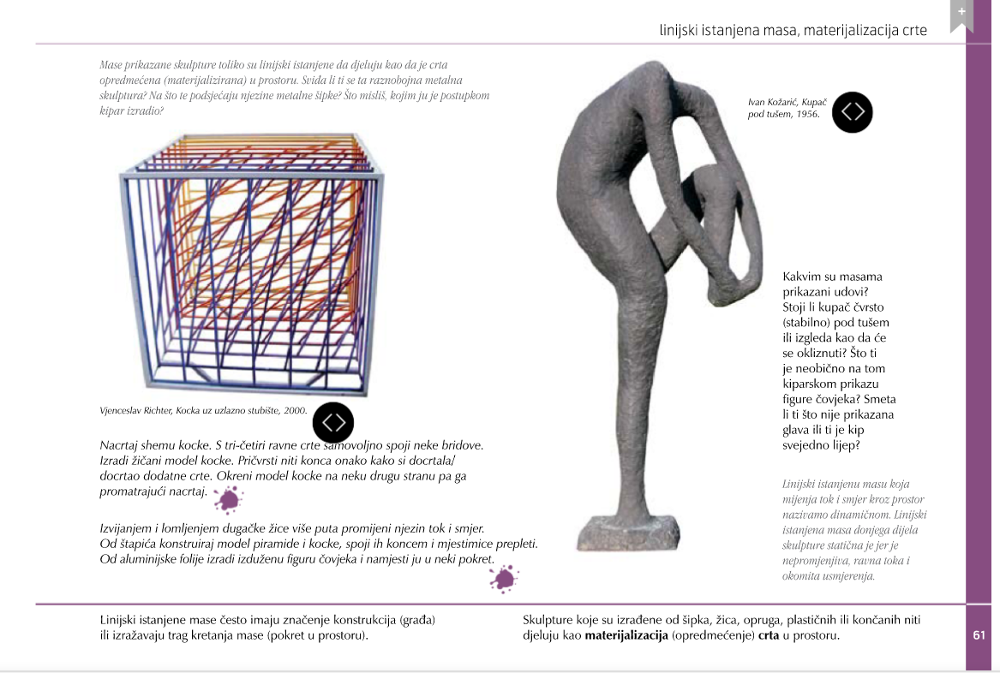 linijski istanjena masa, materijalizacija crte
Mase prikazane skulpture toliko su linijski istanjene da djeluju kao da je crta
opredmećena (materijalizirana) u prostoru. Sviđa li ti se ta raznobojna metalna
skulptura? Na što te podsjećaju njezine metalne šipke? Što misliš, kojim ju je postupkom
kipar izradio?
Vjenceslav Richter, Kocka uz uzlazno stubište, 2000.
Nacrtaj shemu kocke. S tri-četiri ravne crte samovoljno spoji neke bridove.
Izradi žičani model kocke. Pričvrsti niti konca onako kako si docrtala/
docrtao dodatne crte. Okreni model kocke na neku drugu stranu pa ga
promatrajući nacrtaj.
Izvijanjem i lomljenjem dugačke žice više puta promijeni njezin tok i smjer.
Od štapića konstruiraj model piramide i kocke, spoji ih koncem i mjestimice prepleti.
Od aluminijske folije izradi izduženu figuru čovjeka i namjesti ju u neki pokret.
Ivan Kožarić, Kupač
pod tušem, 1956.
Kakvim su masama
prikazani udovi?
Stoji li kupač čvrsto
(stabilno) pod tušem
ili izgleda kao da će
se okliznuti? Što ti
je neobično na tom
kiparskom prikazu
figure čovjeka? Smeta
li ti što nije prikazana
glava ili ti je kip
svejedno lijep?
Linijski istanjenu masu koja
mijenja tok i smjer kroz prostor
nazivamo dinamičnom. Linijski
istanjena masa donjega dijela
skulpture statična je jer je
nepromjenjiva, ravna toka i
okomita usmjerenja.
Linijski istanjene mase često imaju značenje konstrukcija (građa)
ili izražavaju trag kretanja mase (pokret u prostoru).
Skulpture koje su izrađene od šipka, žica, opruga, plastičnih ili končanih niti
djeluju kao materijalizacija (opredmećenje) crta u prostoru.
61